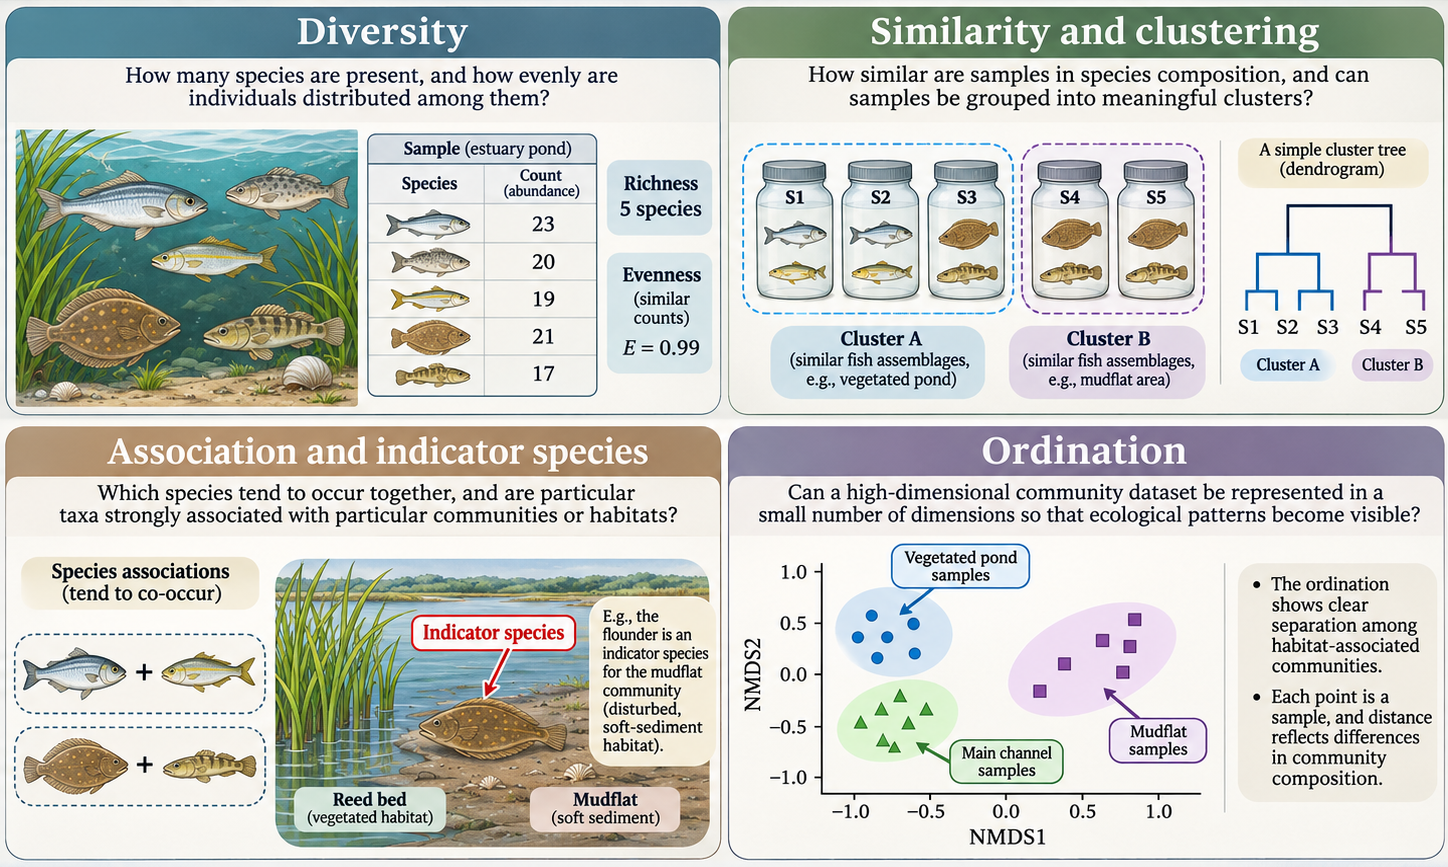 Diversity
How many species are present, and how evenly are
individuals distributed among them?
Sample (estuary pond)
Species
Count
(abundance)
23
20
19
21
17
Richness
5 species
Evenness
(similar
counts)
E = 0.99
Similarity and clustering
How similar are samples in species composition, and can
samples be grouped into meaningful clusters?
S1
S2
S3
S4
S5
Cluster A
(similar fish assemblages,
e.g., vegetated pond)
Cluster B
(similar fish assemblages,
e.g., mudflat area)
A simple cluster tree
(dendrogram)
S1 S2 S3 S4 S5
Cluster A
Cluster B
Association and indicator species
Which species tend to occur together, and are particular
taxa strongly associated with particular communities or habitats?
Species associations
(tend to co-occur)
+
+
Indicator species
E.g., the
flounder is an
indicator species
for the mudflat
community
(disturbed,
soft-sediment
habitat).
Reed bed
(vegetated habitat)
Mudflat
(soft sediment)
Ordination
Can a high-dimensional community dataset be represented in a
small number of dimensions so that ecological patterns become visible?
Vegetated pond
samples
1.0
0.5
0.0
−0.5
−1.0
NMDS2
Mudflat
samples
Main channel
samples
−1.0 −0.5 0.0 0.5 1.0
NMDS1
• The ordination
shows clear
separation among
habitat-associated
communities.
• Each point is a
sample, and distance
reflects differences
in community
composition.